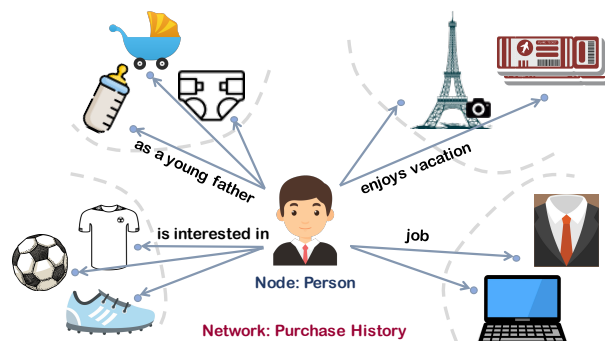 as a young father
enjoys vacation
is interested in
job
Node: Person
Network: Purchase History